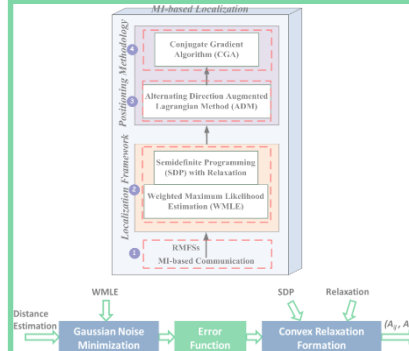 MI-based Localization
Positioning Methodology
4
Conjugate Gradient
Algorithm (CGA)
3
Alternating Direction Augmented
Lagrangian Method (ADM)
Localization Framework
Semidefinite Programming
(SDP) with Relaxation
2
Weighted Maximum Likelihood
Estimation (WMLE)
1
RMFSs
MI-based Communication
WMLE
SDP
Relaxation
Distance
Estimation
Gaussian Noise
Minimization
Error
Function
Convex Relaxation
Formation
(A_ij, A